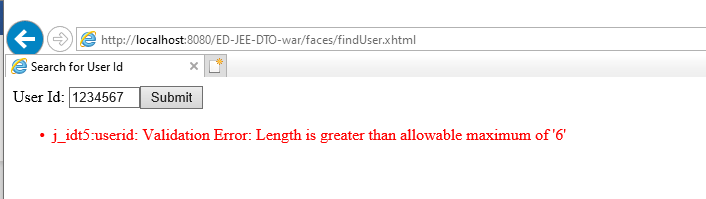 http://localhost:8080/ED-JEE-DTO-war/faces/findUser.xhtml
Search for User Id
User Id: 1234567 Submit
• j_idt5:userid: Validation Error: Length is greater than allowable maximum of '6'